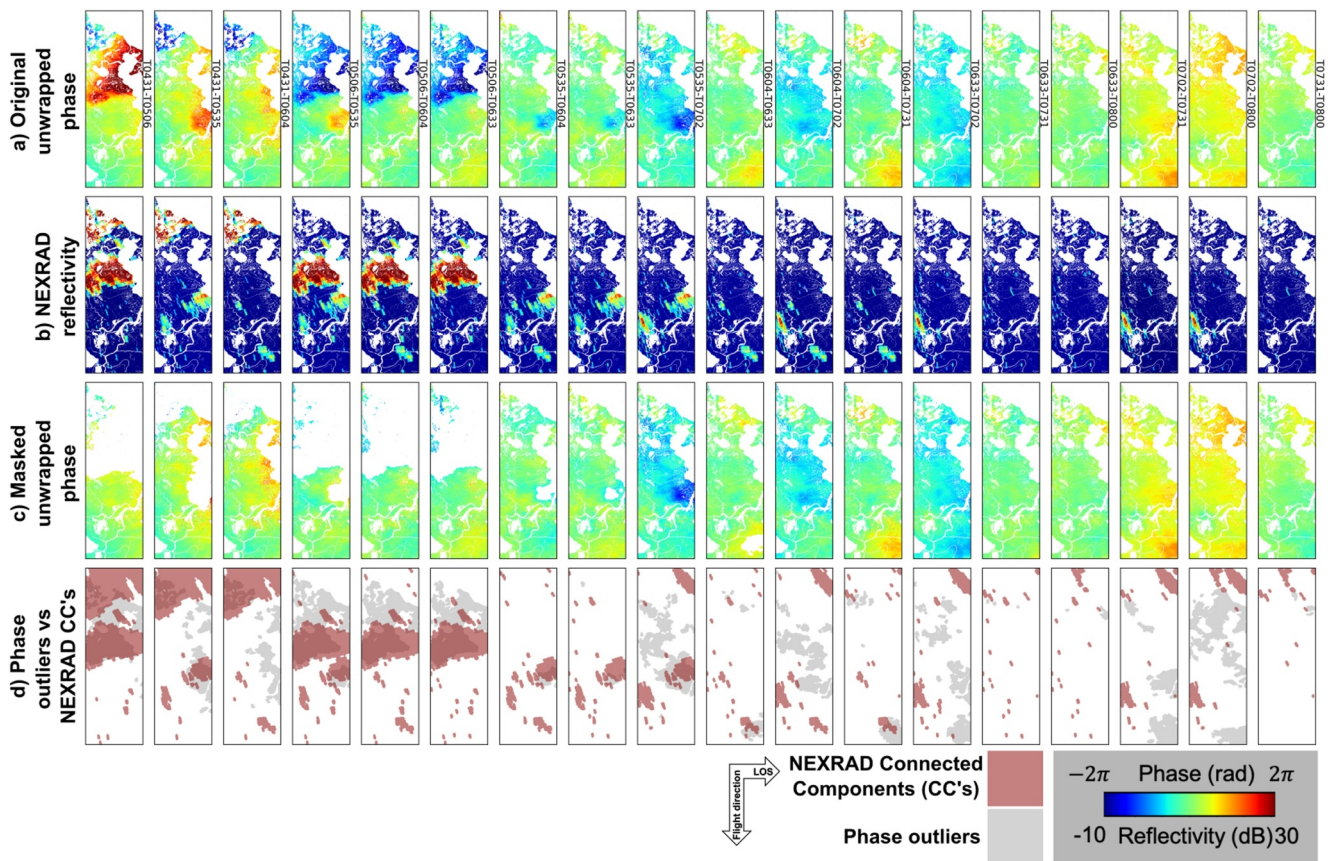 a) Original
unwrapped
phase
T0431-T0506
T0431-T0535
T0431-T0604
T0506-T0535
T0506-T0604
T0506-T0633
T0535-T0604
T0535-T0633
T0535-T0702
T0604-T0633
T0604-T0702
T0604-T0731
T0633-T0702
T0633-T0731
T0633-T0800
T0702-T0731
T0702-T0800
T0731-T0800
b) NEXRAD
reflectivity
c) Masked
unwrapped
phase
d) Phase
outliers vs
NEXRAD CC's
Flight direction
LOS
NEXRAD Connected
Components (CC's)
Phase outliers
−2π Phase (rad) 2π
-10 Reflectivity (dB)30